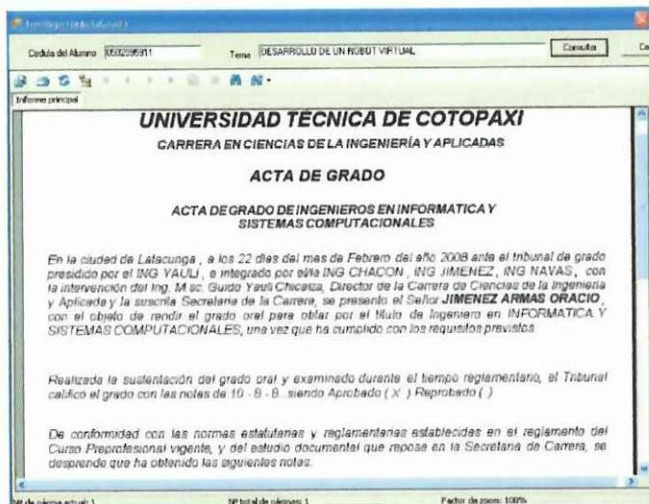 Cedula del Alumno 0502595911 Tema DESARROLLO DE UN ROBOT VIRTUAL Consultar
Informe principal
UNIVERSIDAD TÉCNICA DE COTOPAXI
CARRERA EN CIENCIAS DE LA INGENIERÍA Y APLICADAS
ACTA DE GRADO
ACTA DE GRADO DE INGENIEROS EN INFORMATICA Y
SISTEMAS COMPUTACIONALES
En la ciudad de Latacunga , a los 22 dias del mes de Febrero del año 2008 ante el tribunal de grado
presidido por el ING YAULI , e integrado por el/la ING CHACON , ING JIMENEZ , ING NAVAS , con
la intervención del Ing. M.sc. Guido Yauli Chicaiza, Director de la Carrera de Ciencias de la Ingenieria
y Aplicada y la suscrita Secretaria de la Carrera, se presento el Señor JIMENEZ ARMAS ORACIO ,
con el objeto de rendir el grado oral para obtar por el titulo de Ingeniero en INFORMATICA Y
SISTEMAS COMPUTACIONALES, una vez que ha cumplido con los requisitos previstos
Realizada la sustentación del grado oral y examinado durante el tiempo reglamentario, el Tribunal
califico el grado con las notas de 10 - 8 - 8 siendo Aprobado ( X ) Reprobado ( )
De conformidad con las normas estatutarias y reglamentarias establecidas en el reglamento del
Curso Preprofesional vigente, y del estudio documental que reposa en la Secretaria de Carrera, se
desprende que ha obtenido las siguientes notas:
Nº de página actual: 1 Nº total de páginas: 1 Factor de zoom: 100%